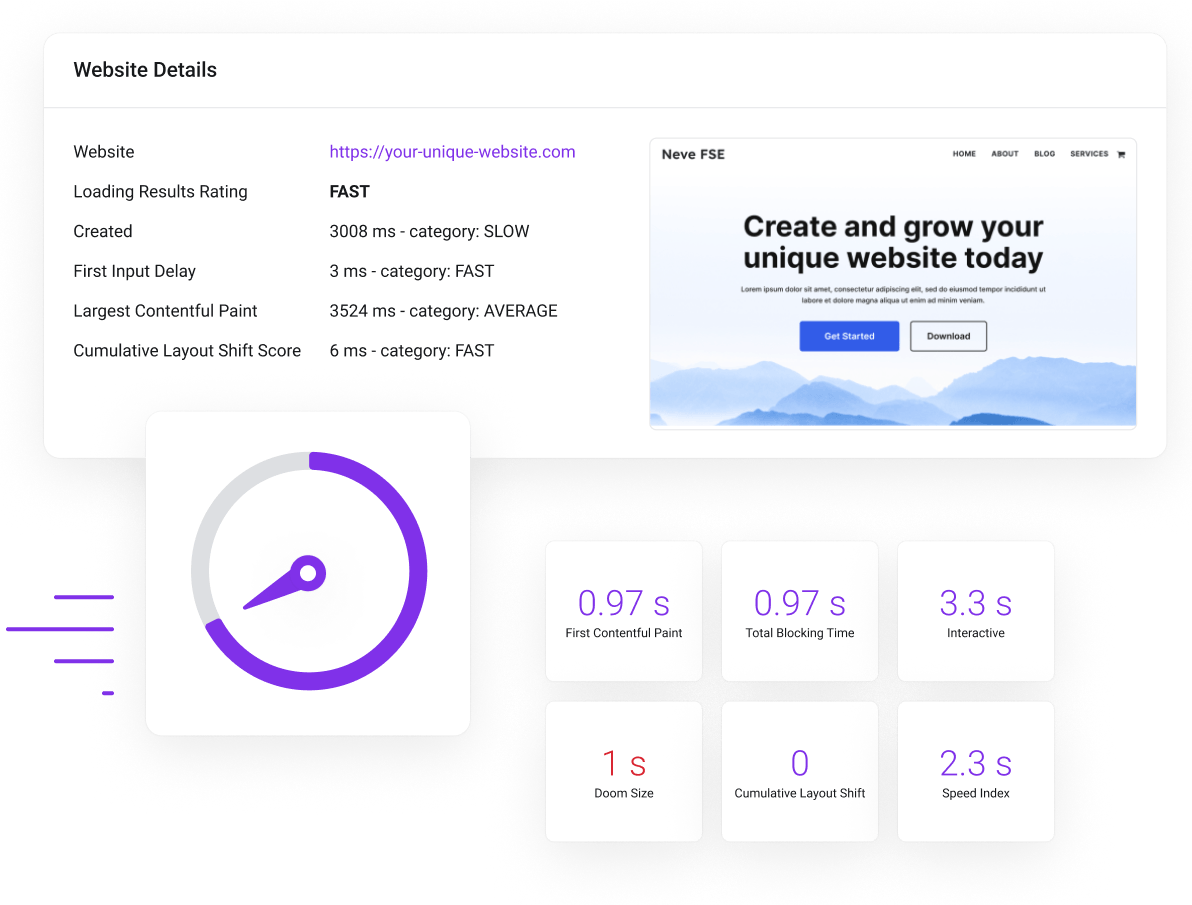 Website Details
Website https://your-unique-website.com
Loading Results Rating FAST
Created 3008 ms - category: SLOW
First Input Delay 3 ms - category: FAST
Largest Contentful Paint 3524 ms - category: AVERAGE
Cumulative Layout Shift Score 6 ms - category: FAST
Neve FSE HOME ABOUT BLOG SERVICES
Create and grow your
unique website today
Lorem ipsum dolor sit amet, consectetur adipiscing elit, sed do eiusmod tempor incididunt ut
labore et dolore magna aliqua ut enim ad minim veniam.
Get Started Download
0.97 s 0.97 s 3.3 s
First Contentful Paint Total Blocking Time Interactive
1 s 0 2.3 s
Doom Size Cumulative Layout Shift Speed Index